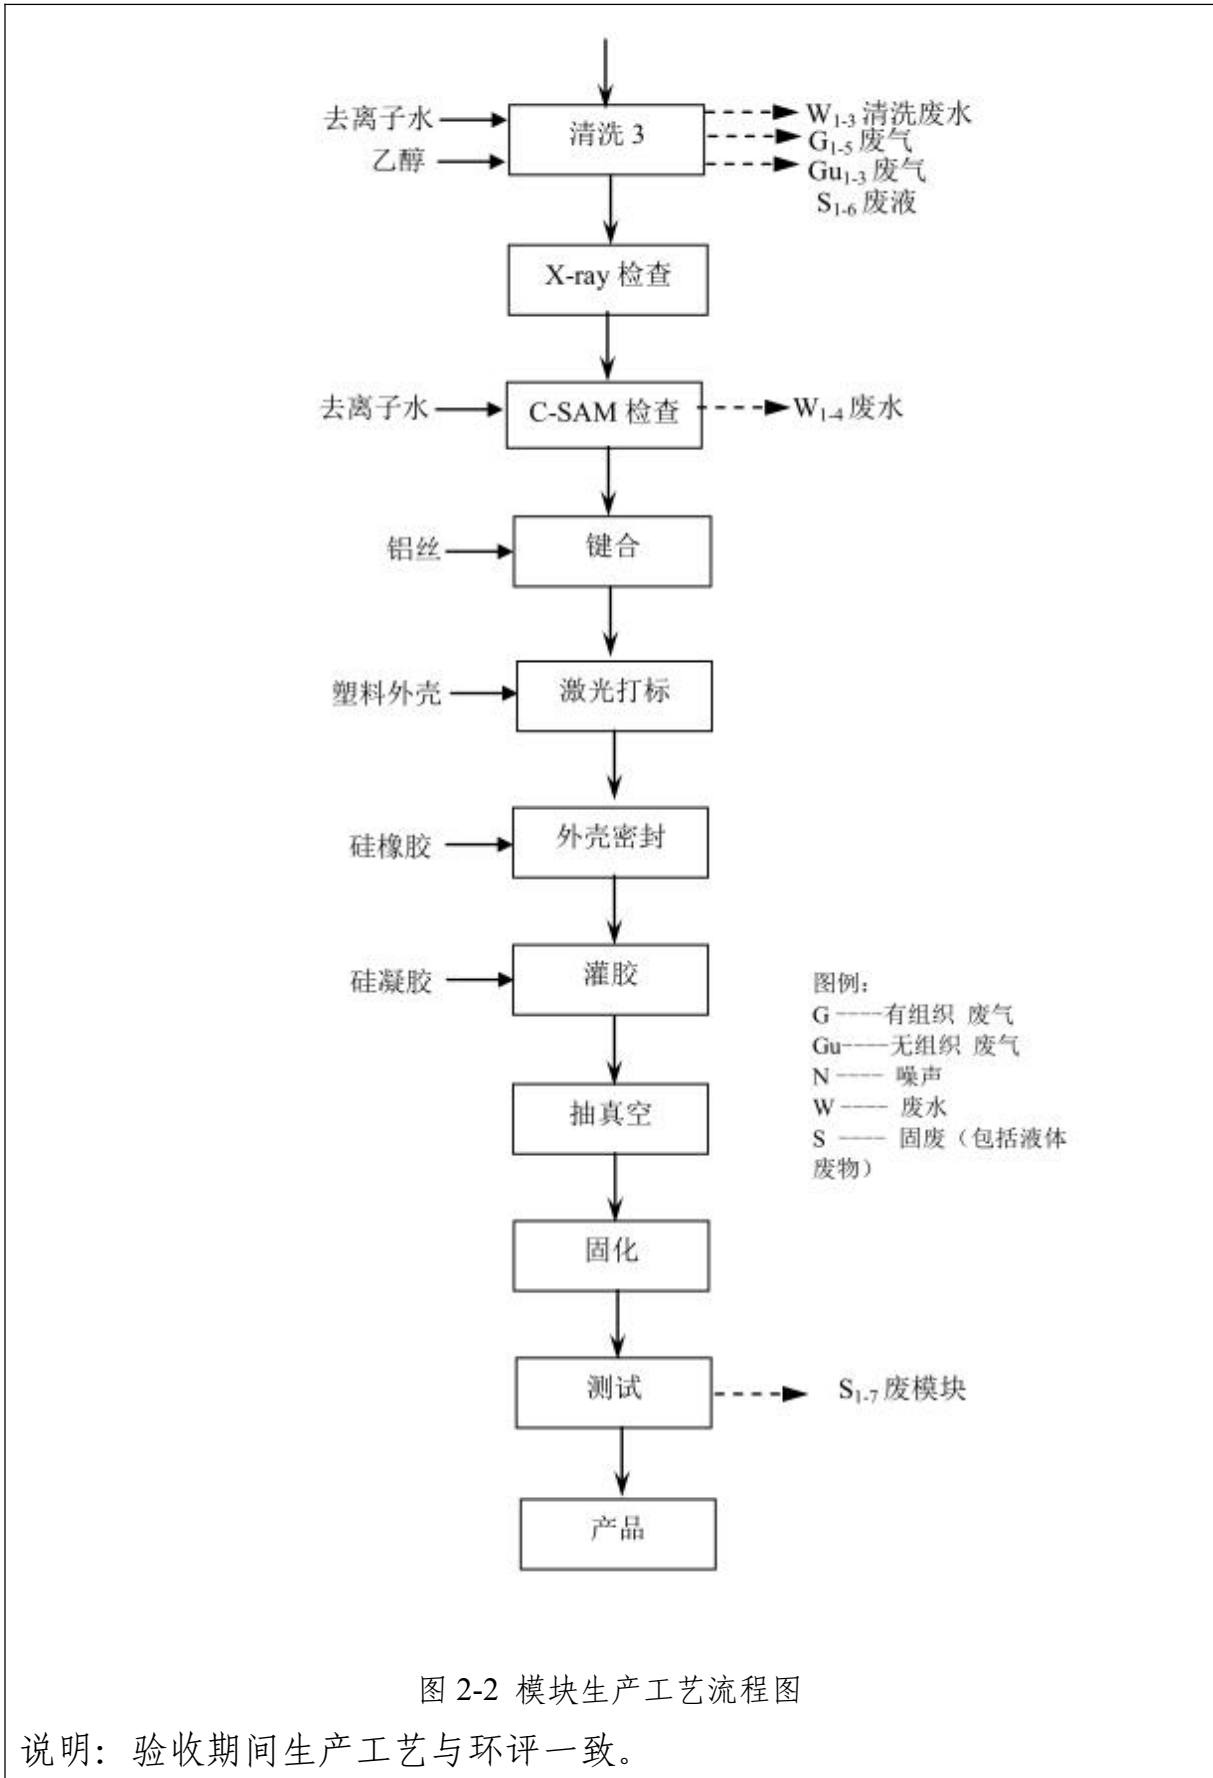 去离子水
乙醇
清洗 3
W1-3 清洗废水
G1-5 废气
Gu1-3 废气
S1-6 废液
X-ray 检查
去离子水
C-SAM 检查
W1-4 废水
铝丝
键合
塑料外壳
激光打标
硅橡胶
外壳密封
硅凝胶
灌胶
抽真空
固化
测试
S1-7 废模块
产品
图例：
G ----有组织 废气
Gu----无组织 废气
N ---- 噪声
W ---- 废水
S ---- 固废（包括液体
废物）
图 2-2 模块生产工艺流程图
说明：验收期间生产工艺与环评一致。